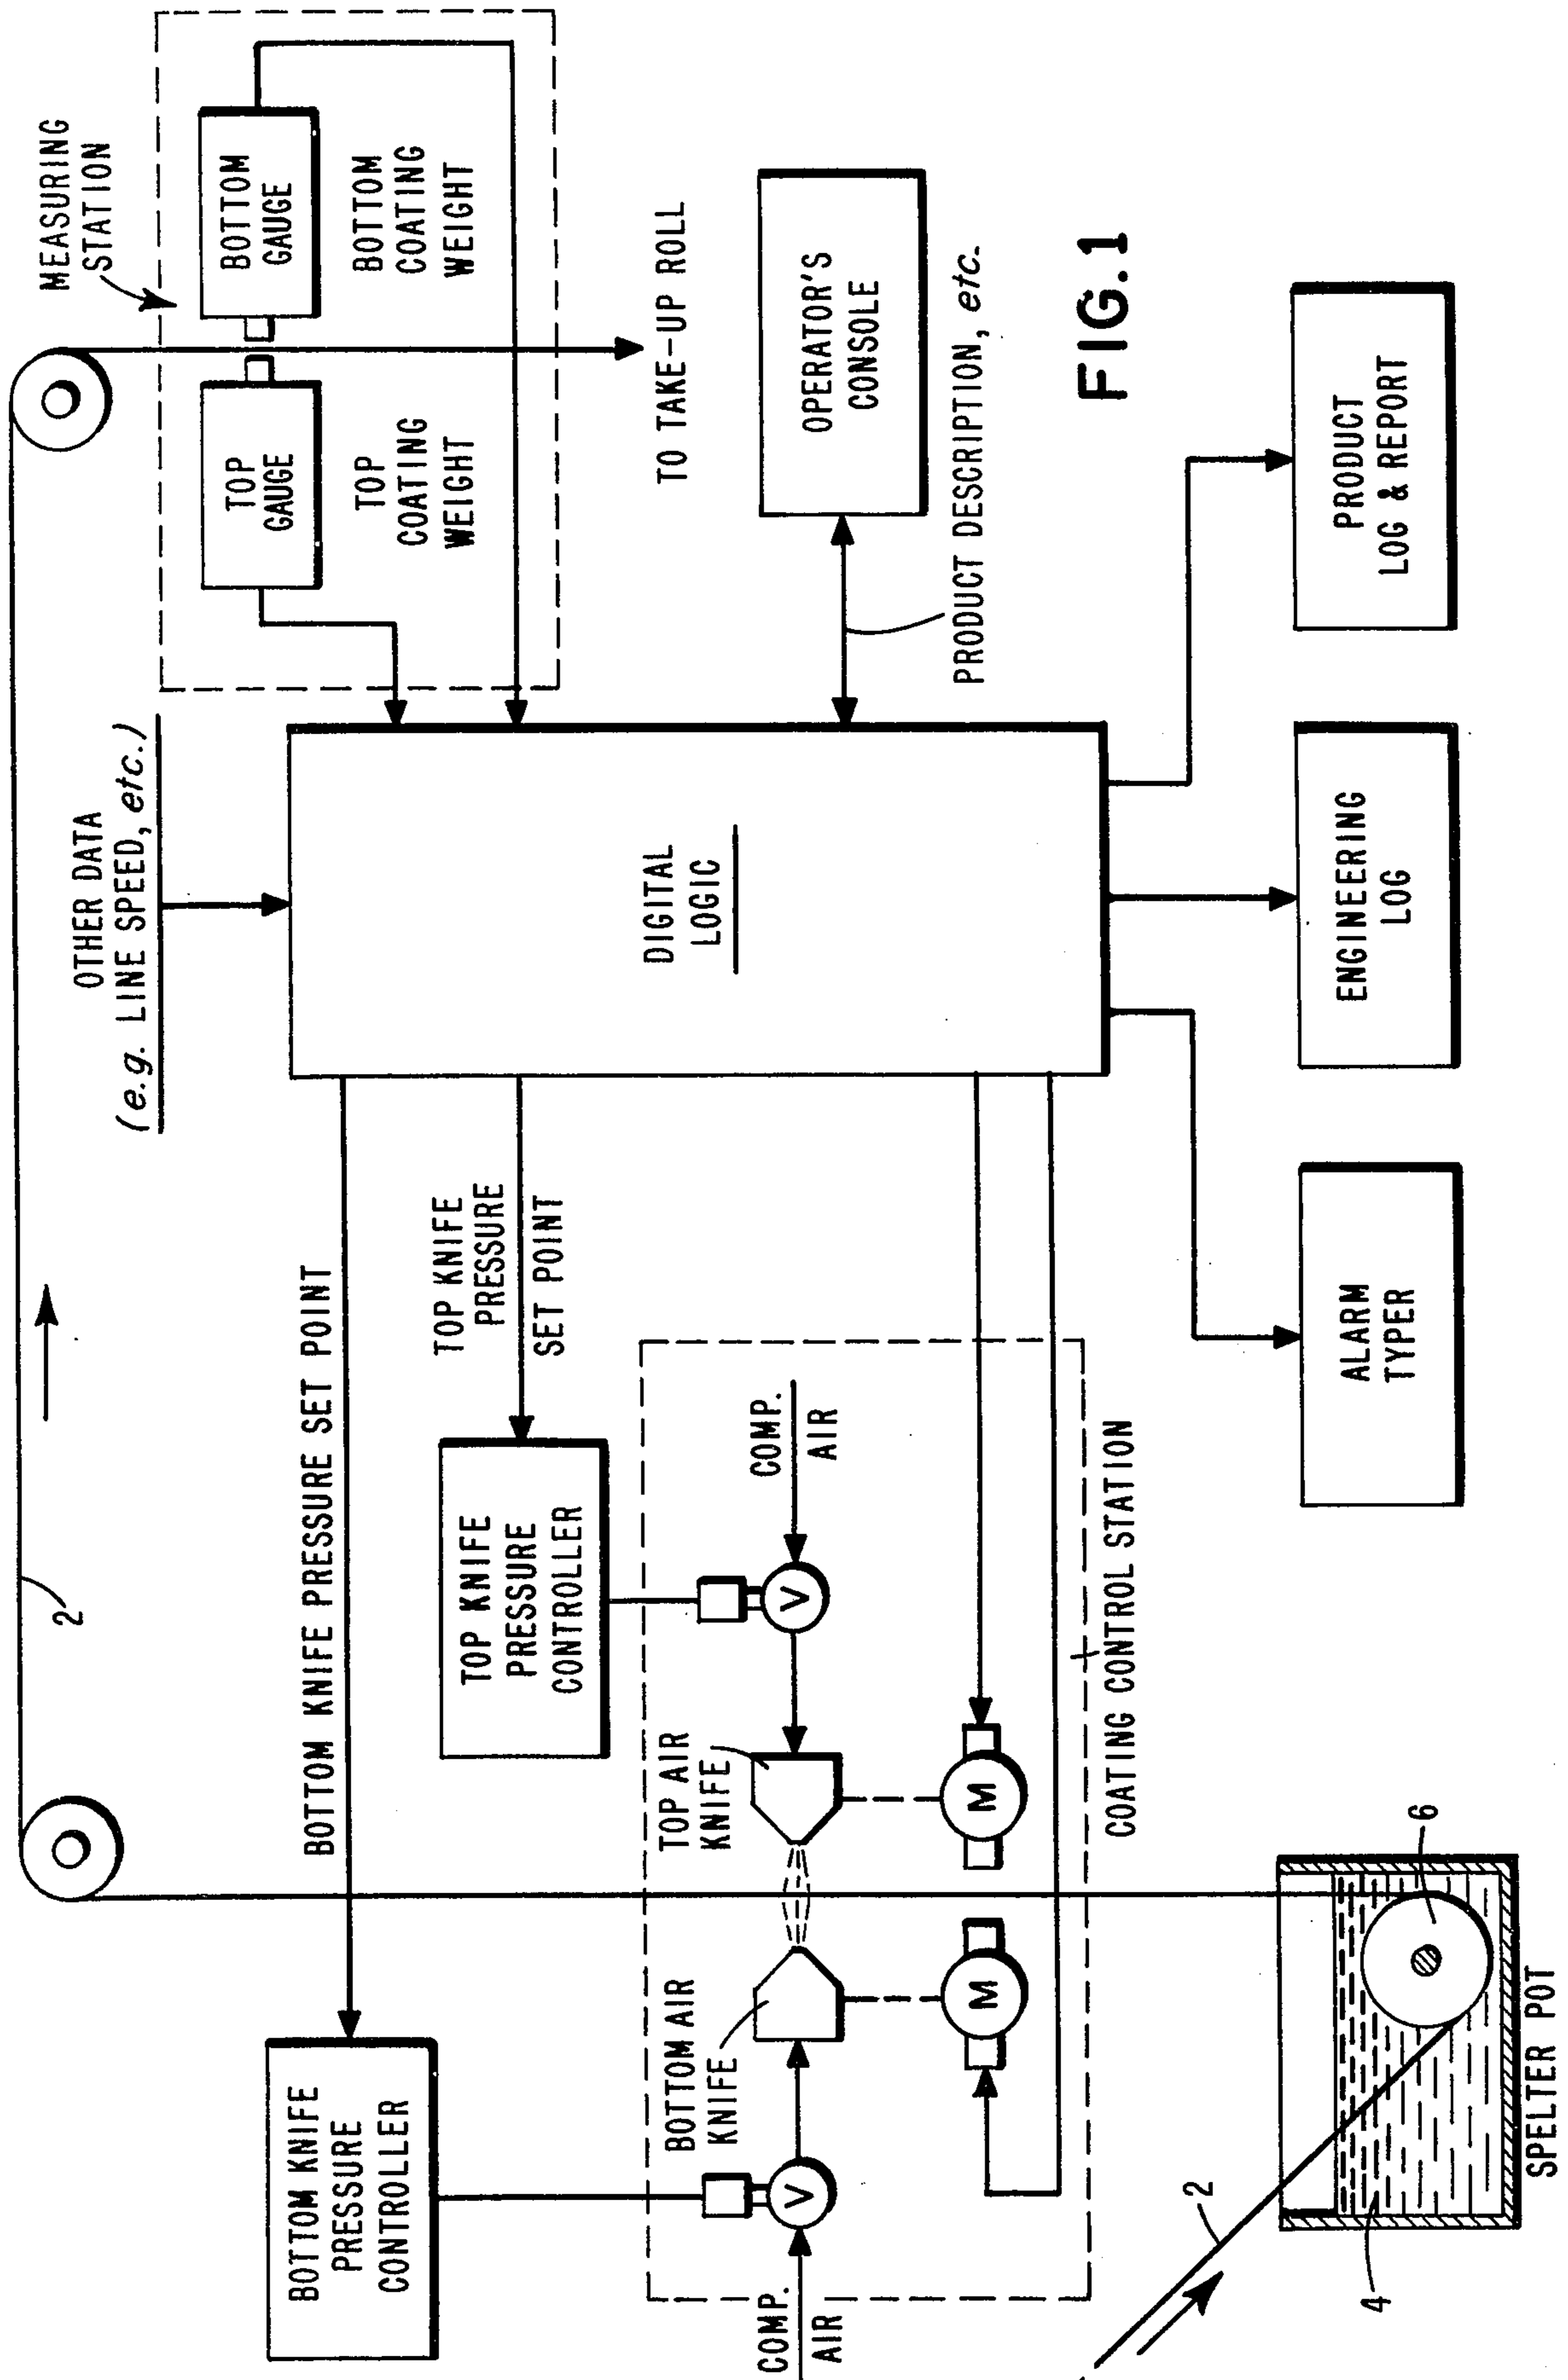 2
MEASURING
STATION
OTHER DATA
(e.g. LINE SPEED, etc.)
TOP
GAUGE
BOTTOM
GAUGE
TOP
COATING
WEIGHT
BOTTOM
COATING
WEIGHT
BOTTOM KNIFE PRESSURE SET POINT
BOTTOM KNIFE
PRESSURE
CONTROLLER
TOP KNIFE
PRESSURE
SET POINT
TOP KNIFE
PRESSURE
CONTROLLER
DIGITAL
LOGIC
TO TAKE-UP ROLL
OPERATOR'S
CONSOLE
PRODUCT DESCRIPTION, etc.
COMP.
AIR
V
BOTTOM AIR
KNIFE
TOP AIR
KNIFE
V
COMP.
AIR
M
M
COATING CONTROL STATION
2
4
6
SPELTER POT
ALARM
TYPER
ENGINEERING
LOG
PRODUCT
LOG & REPORT
FIG.1